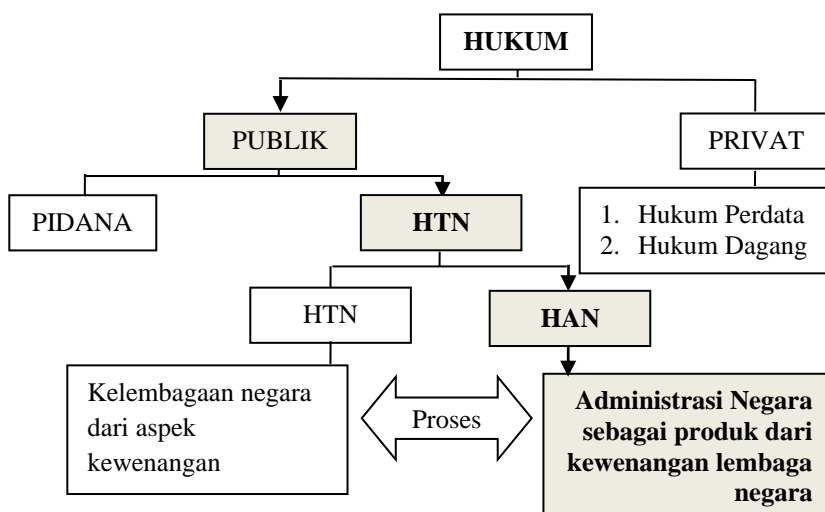 HUKUM
PUBLIK
PRIVAT
PIDANA
HTN
1. Hukum Perdata
2. Hukum Dagang
HTN
HAN
Kelembagaan negara
dari aspek
kewenangan
Proses
Administrasi Negara
sebagai produk dari
kewenangan lembaga
negara